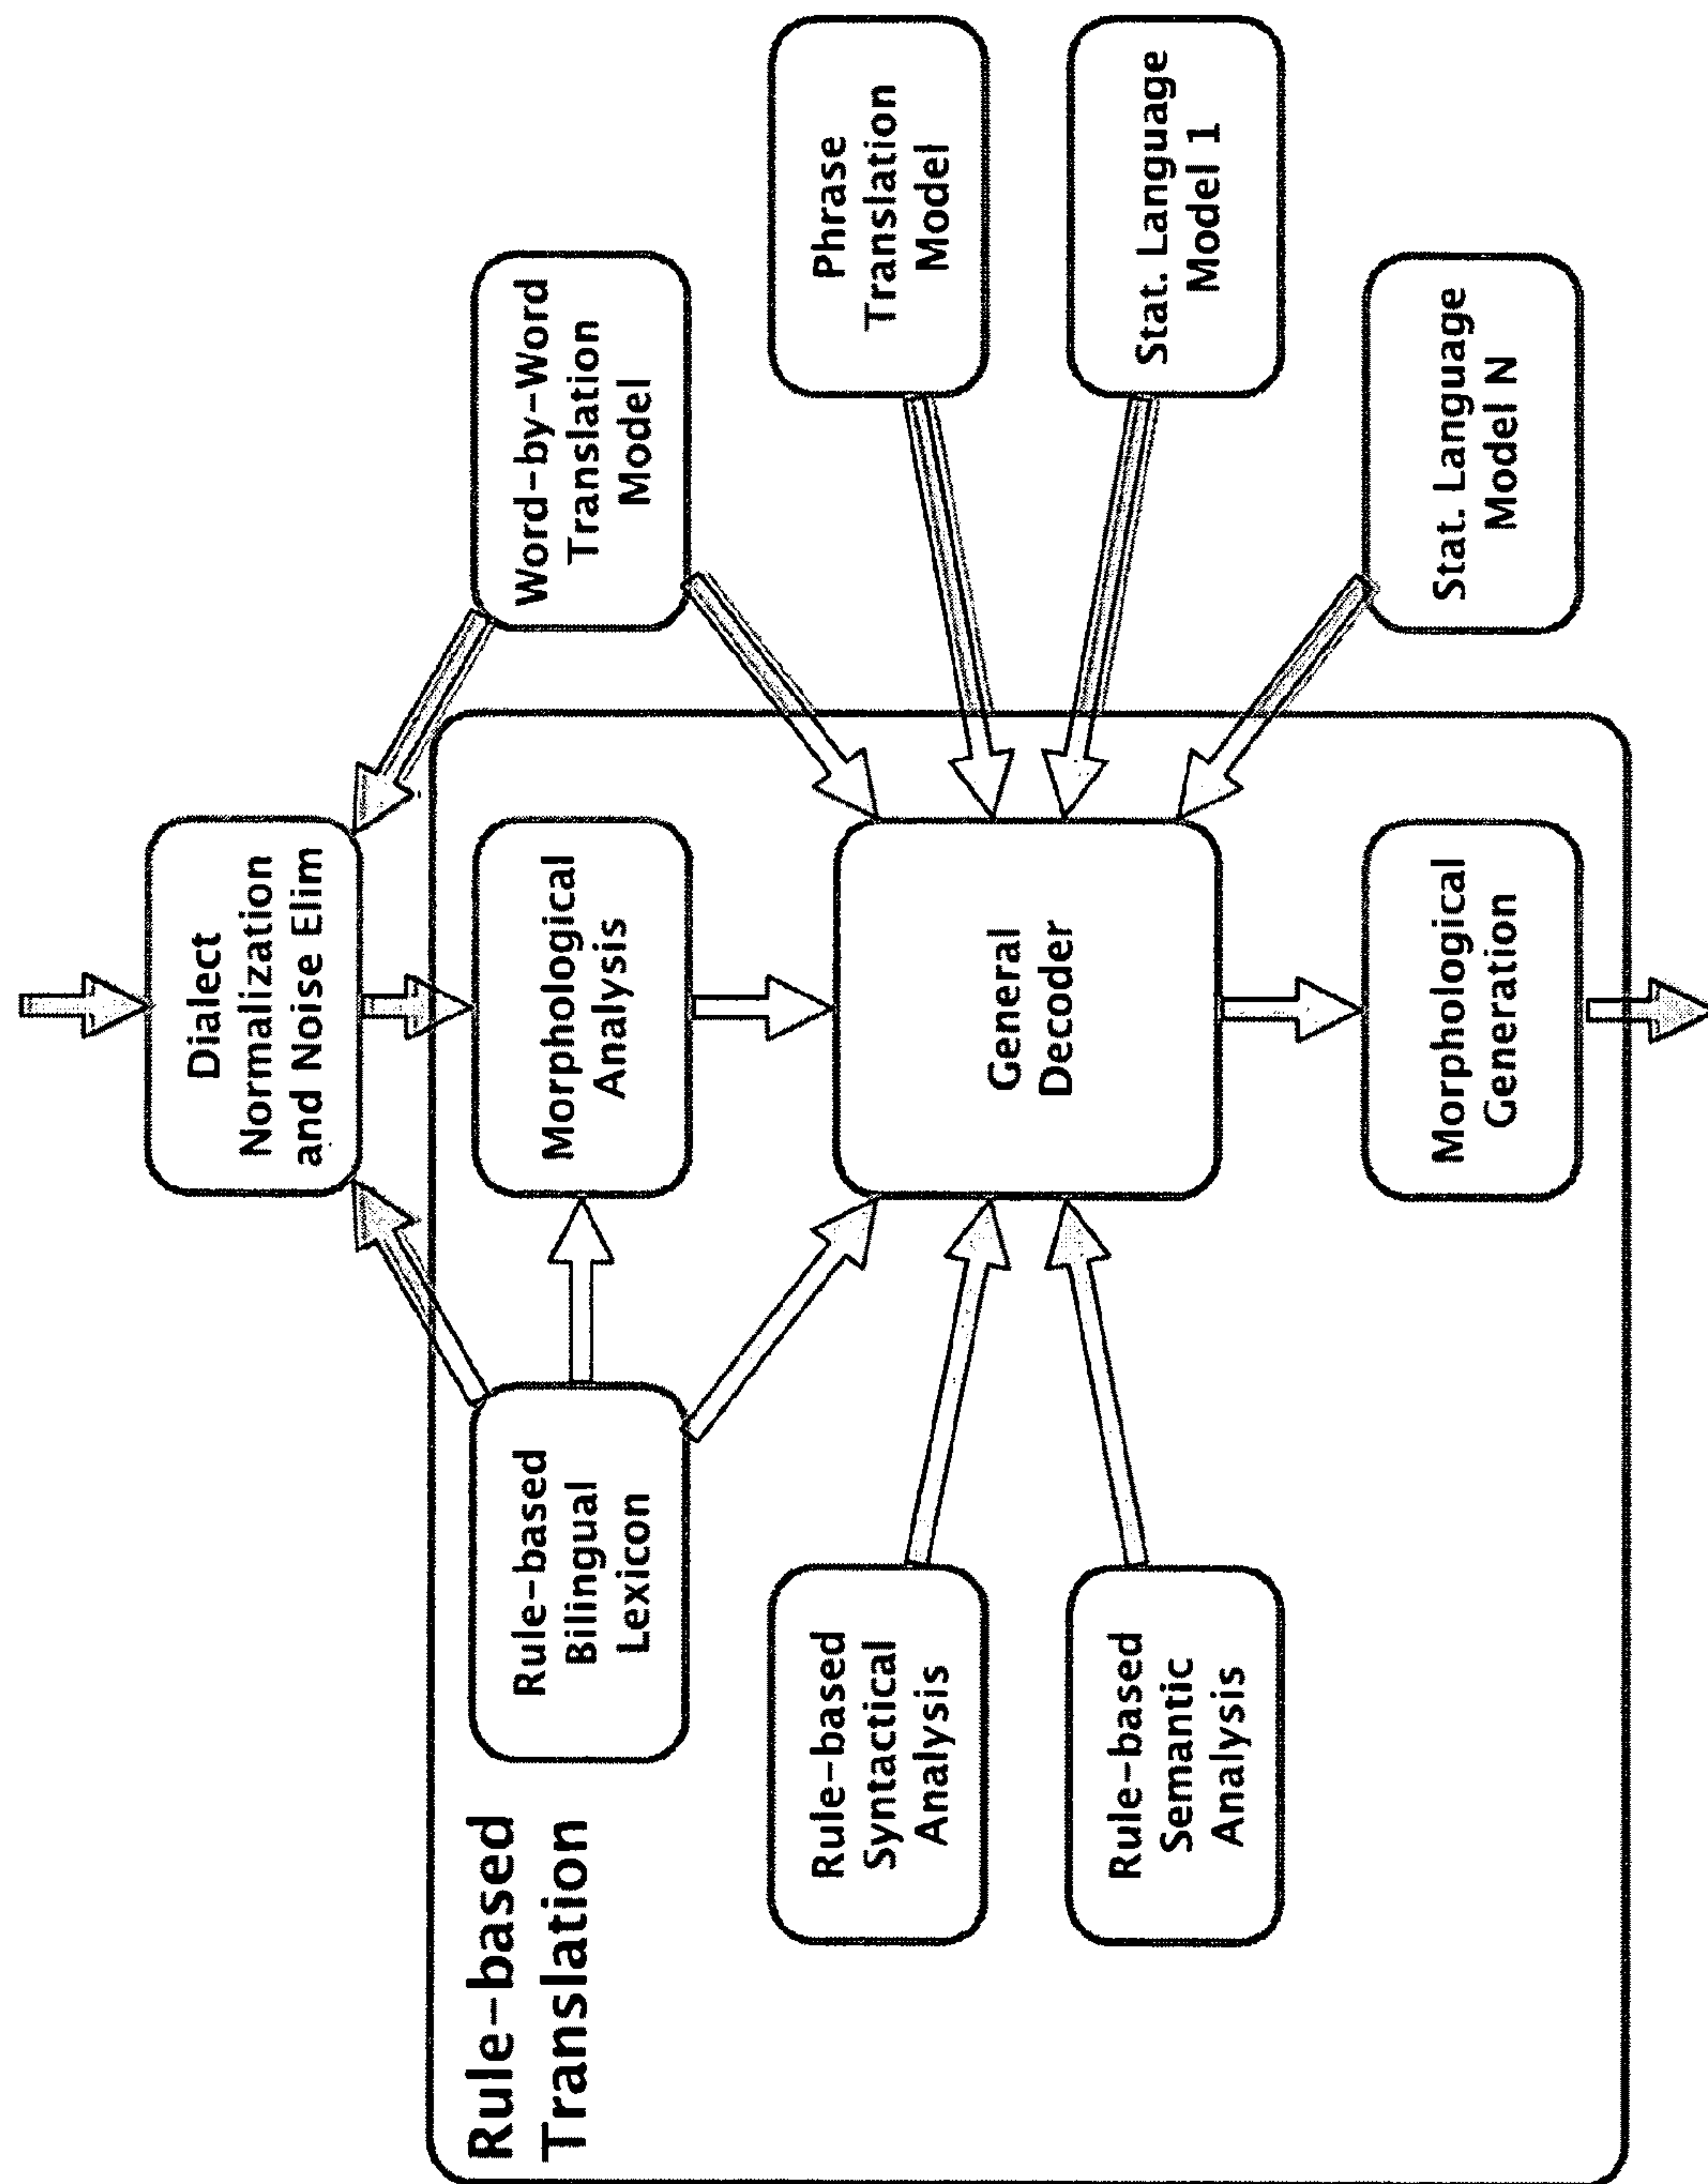 Dialect
Normalization
and Noise Elim
Rule-based
Translation
Rule-based
Bilingual
Lexicon
Morphological
Analysis
Word-by-Word
Translation
Model
Rule-based
Syntactical
Analysis
General
Decoder
Phrase
Translation
Model
Rule-based
Semantic
Analysis
Stat. Language
Model 1
Morphological
Generation
Stat. Language
Model N